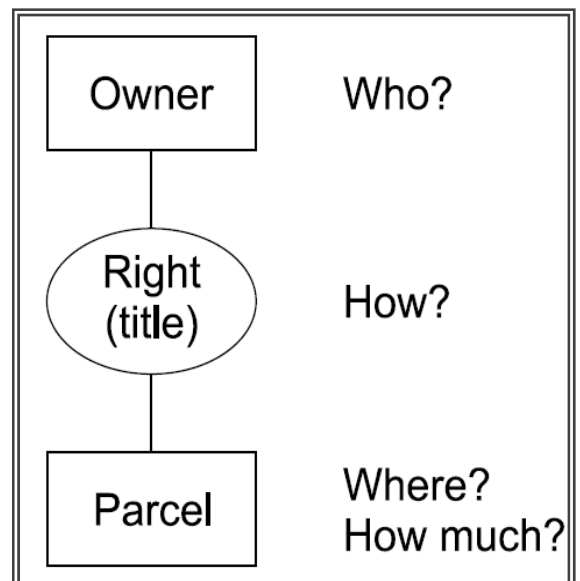 Owner Who?
Right
(title)
How?
Parcel
Where?
How much?